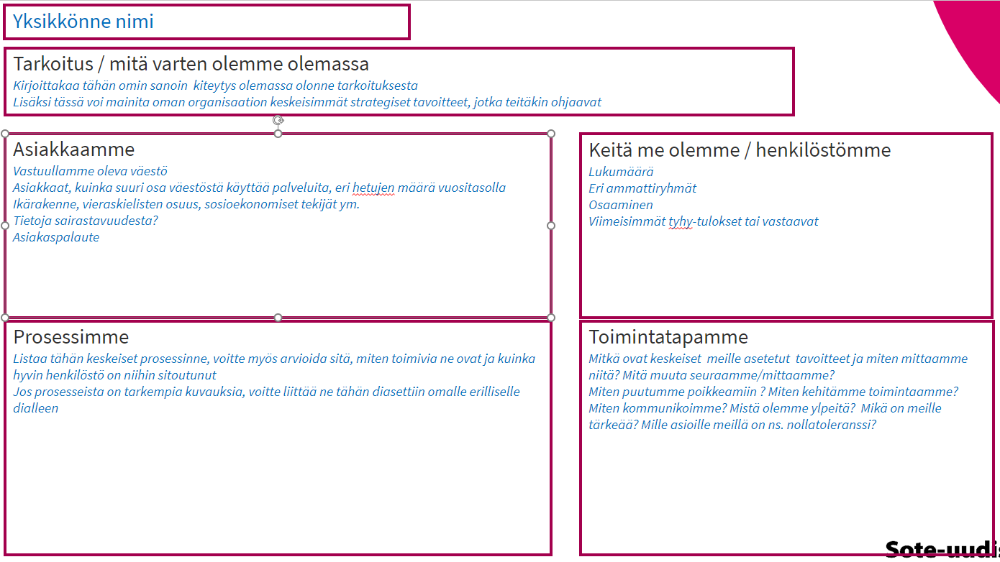 Yksikkönne nimi
Tarkoitus / mitä varten olemme olemassa
Kirjoittakaa tähän omin sanoin  kiteytys olemassa olonne tarkoituksesta
Lisäksi tässä voi mainita oman organisaation keskeisimmät strategiset tavoitteet, jotka teitäkin ohjaavat
Asiakkaamme
Vastuullamme oleva väestö
Asiakkaat, kuinka suuri osa väestöstä käyttää palveluita, eri hetujen määrä vuositasolla
Ikärakenne, vieraskielisten osuus, sosioekonomiset tekijät ym.
Tietoja sairastavuudesta?
Asiakaspalaute
Keitä me olemme / henkilöstömme
Lukumäärä
Eri ammattiryhmät
Osaaminen
Viimeisimmät tyhy-tulokset tai vastaavat
Prosessimme
Listaa tähän keskeiset prosessinne, voitte myös arvioida sitä, miten toimivia ne ovat ja kuinka
hyvin henkilöstö on niihin sitoutunut
Jos prosesseista on tarkempia kuvauksia, voitte liittää ne tähän diasettiin omalle erilliselle
dialleen
Toimintatapamme
Mitkä ovat keskeiset  meille asetetut  tavoitteet ja miten mittaamme
niitä? Mitä muuta seuraamme/mittaamme?
Miten puutumme poikkeamiin ? Miten kehitämme toimintaamme?
Miten kommunikoimme? Mistä olemme ylpeitä?  Mikä on meille
tärkeää? Mille asioille meillä on ns. nollatoleranssi?
Sote-uudis